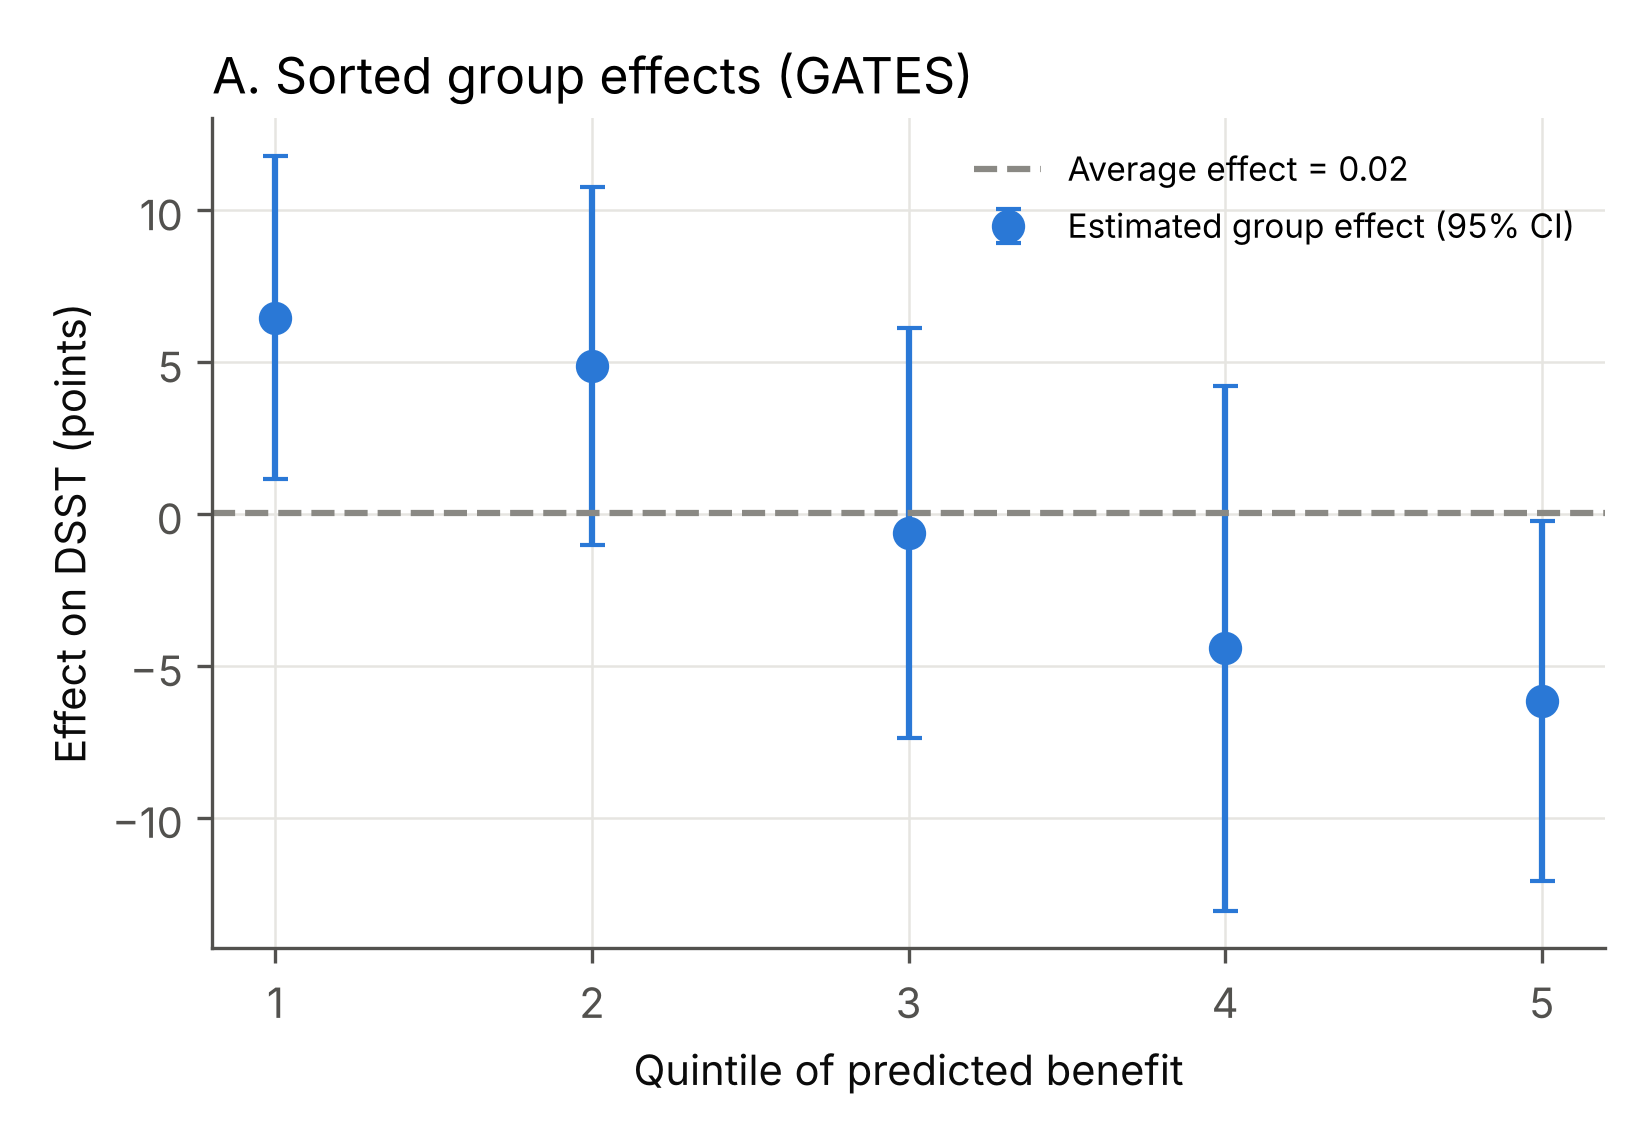 A. Sorted group effects (GATES)
Average effect = 0.02
Estimated group effect (95% CI)
Effect on DSST (points)
10
5
0
−5
−10
1
2
3
4
5
Quintile of predicted benefit